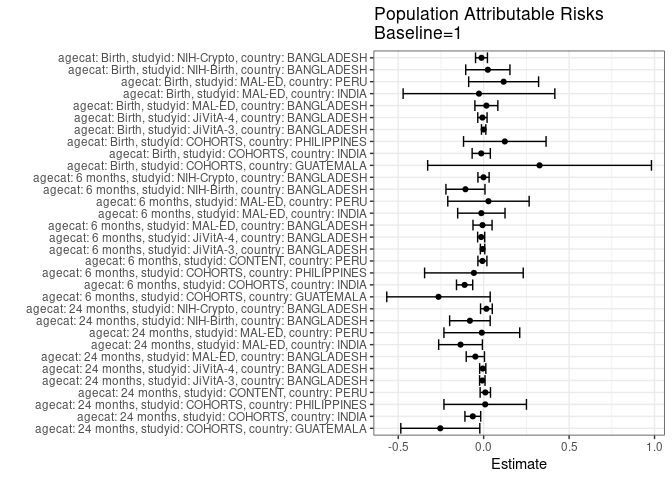 Population Attributable Risks
Baseline=1
agecat: Birth, studyid: NIH-Crypto, country: BANGLADESH
agecat: Birth, studyid: NIH-Birth, country: BANGLADESH
agecat: Birth, studyid: MAL-ED, country: PERU
agecat: Birth, studyid: MAL-ED, country: INDIA
agecat: Birth, studyid: MAL-ED, country: BANGLADESH
agecat: Birth, studyid: JiVitA-4, country: BANGLADESH
agecat: Birth, studyid: JiVitA-3, country: BANGLADESH
agecat: Birth, studyid: COHORTS, country: PHILIPPINES
agecat: Birth, studyid: COHORTS, country: INDIA
agecat: Birth, studyid: COHORTS, country: GUATEMALA
agecat: 6 months, studyid: NIH-Crypto, country: BANGLADESH
agecat: 6 months, studyid: NIH-Birth, country: BANGLADESH
agecat: 6 months, studyid: MAL-ED, country: PERU
agecat: 6 months, studyid: MAL-ED, country: INDIA
agecat: 6 months, studyid: MAL-ED, country: BANGLADESH
agecat: 6 months, studyid: JiVitA-4, country: BANGLADESH
agecat: 6 months, studyid: JiVitA-3, country: BANGLADESH
agecat: 6 months, studyid: CONTENT, country: PERU
agecat: 6 months, studyid: COHORTS, country: PHILIPPINES
agecat: 6 months, studyid: COHORTS, country: INDIA
agecat: 6 months, studyid: COHORTS, country: GUATEMALA
agecat: 24 months, studyid: NIH-Crypto, country: BANGLADESH
agecat: 24 months, studyid: NIH-Birth, country: BANGLADESH
agecat: 24 months, studyid: MAL-ED, country: PERU
agecat: 24 months, studyid: MAL-ED, country: INDIA
agecat: 24 months, studyid: MAL-ED, country: BANGLADESH
agecat: 24 months, studyid: JiVitA-4, country: BANGLADESH
agecat: 24 months, studyid: JiVitA-3, country: BANGLADESH
agecat: 24 months, studyid: CONTENT, country: PERU
agecat: 24 months, studyid: COHORTS, country: PHILIPPINES
agecat: 24 months, studyid: COHORTS, country: INDIA
agecat: 24 months, studyid: COHORTS, country: GUATEMALA
-0.5 0.0 0.5 1.0
Estimate